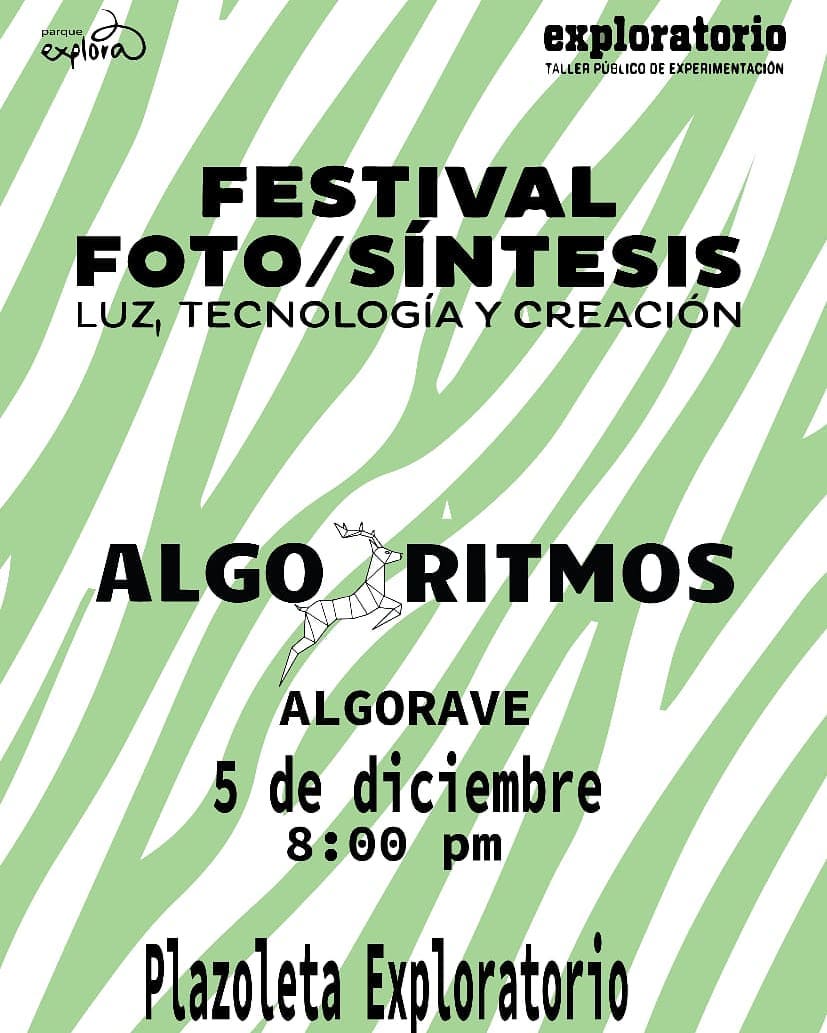 parque
explora
exploratorio
TALLER PÚBLICO DE EXPERIMENTACIÓN
FESTIVAL
FOTO/SÍNTESIS
LUZ, TECNOLOGÍA Y CREACIÓN
ALGO RITMOS
ALGORAVE
5 de diciembre
8:00 pm
Plazoleta Exploratorio